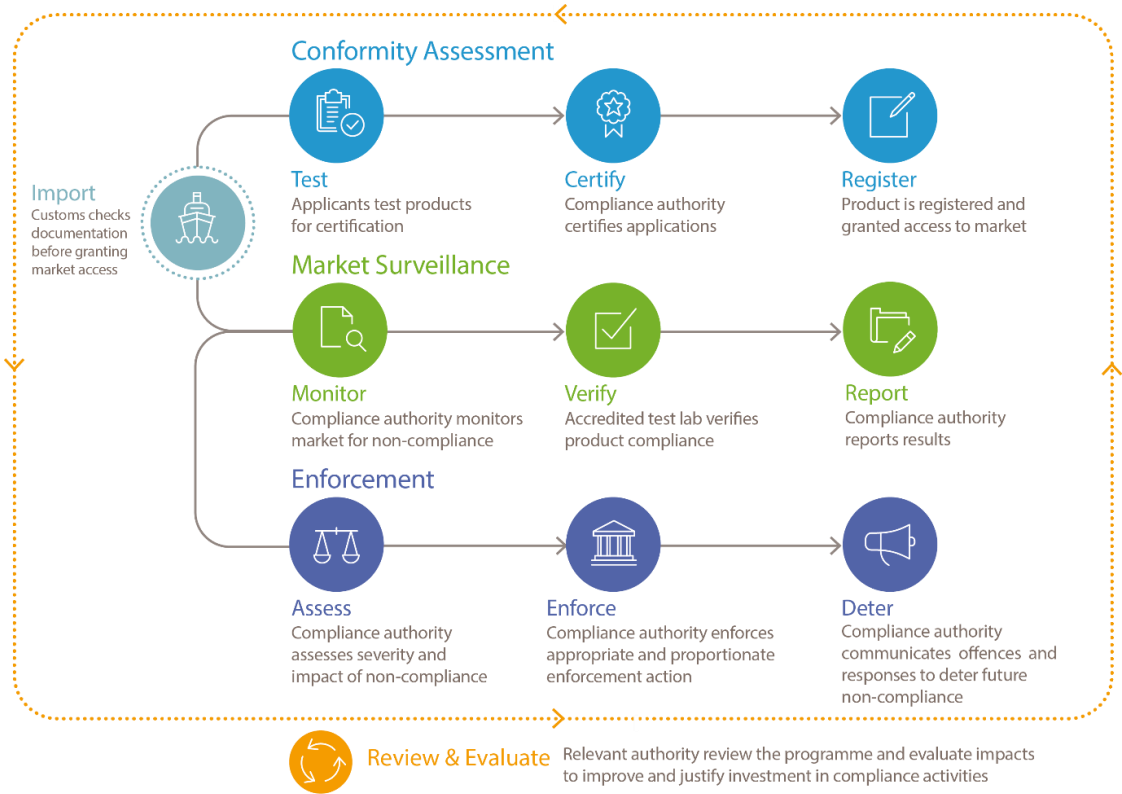 Conformity Assessment
Import
Customs checks
documentation
before granting
market access
Test
Applicants test products
for certification
Certify
Compliance authority
certifies applications
Register
Product is registered and
granted access to market
Market Surveillance
Monitor
Compliance authority monitors
market for non-compliance
Verify
Accredited test lab verifies
product compliance
Report
Compliance authority
reports results
Enforcement
Assess
Compliance authority
assesses severity and
impact of non-compliance
Enforce
Compliance authority enforces
appropriate and proportionate
enforcement action
Deter
Compliance authority
communicates offences and
responses to deter future
non-compliance
Review & Evaluate
Relevant authority review the programme and evaluate impacts
to improve and justify investment in compliance activities